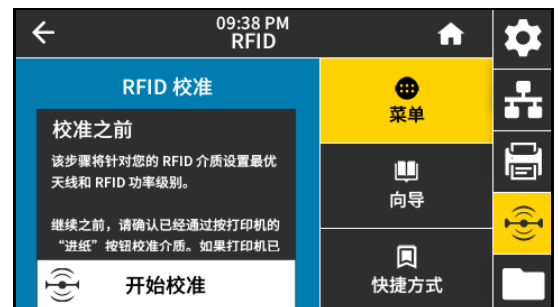 09:38 PM
RFID
RFID 校准
校准之前
该步骤将针对您的 RFID 介质设置最优
天线和 RFID 功率级别。
继续之前，请确认已经通过按打印机的
“进纸”按钮校准介质。如果打印机已
开始校准
菜单
向导
快捷方式